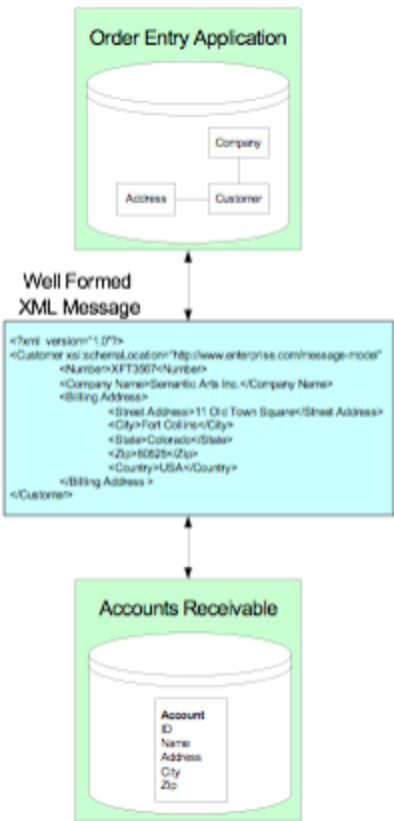 Order Entry Application
Company
Address
Customer
Well Formed
XML Message
<?xml version="1.0"?>
<Customer xsi:schemaLocation="http://www.enterprise.com/message-model"
<Number>XFT3567<Number>
<Company Name>Semantic Arts Inc.</Company Name>
<Billing Address>
<Street Address>11 Old Town Square</Street Address>
<City>Fort Collins</City>
<State>Colorado</State>
<Zip>80525</Zip>
<Country>USA</Country>
</Billing Address >
</Customer>
Accounts Receivable
Account
ID
Name
Address
City
Zip